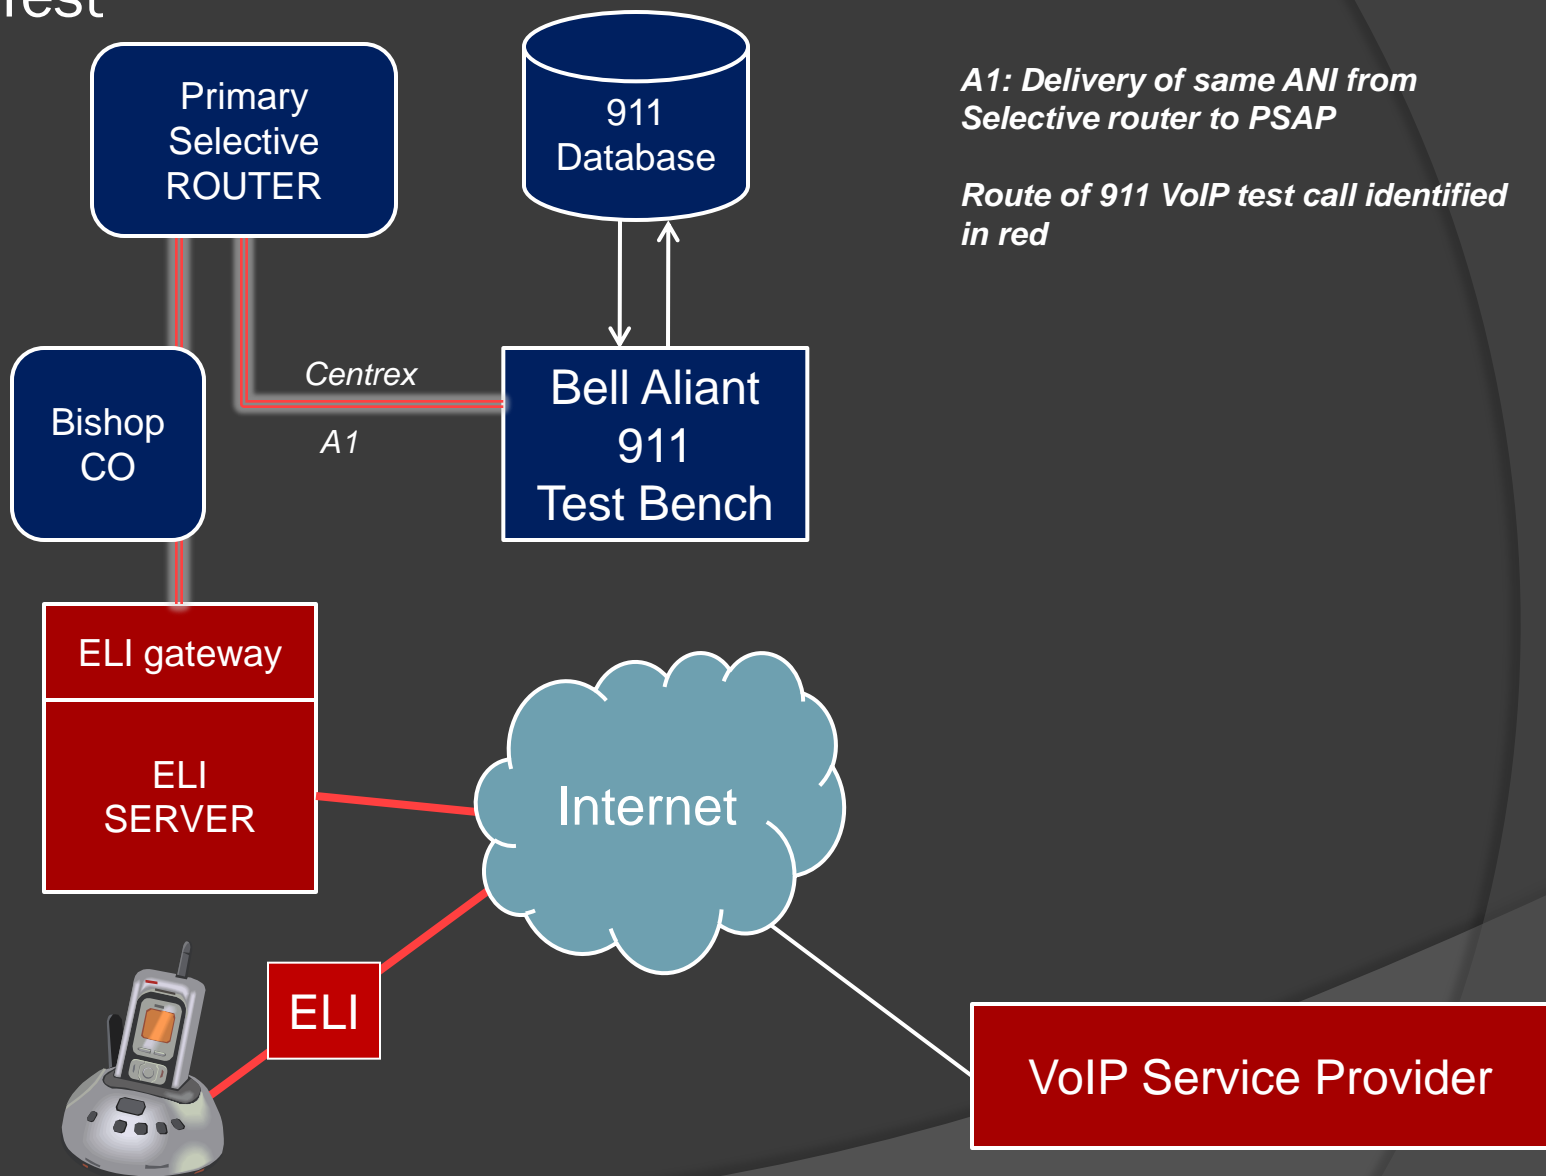 Test
Primary
Selective
ROUTER
911
Database
A1: Delivery of same ANI from
Selective router to PSAP
Route of 911 VoIP test call identified
in red
Centrex
A1
Bishop
CO
Bell Aliant
911
Test Bench
ELI gateway
ELI
SERVER
Internet
ELI
VoIP Service Provider